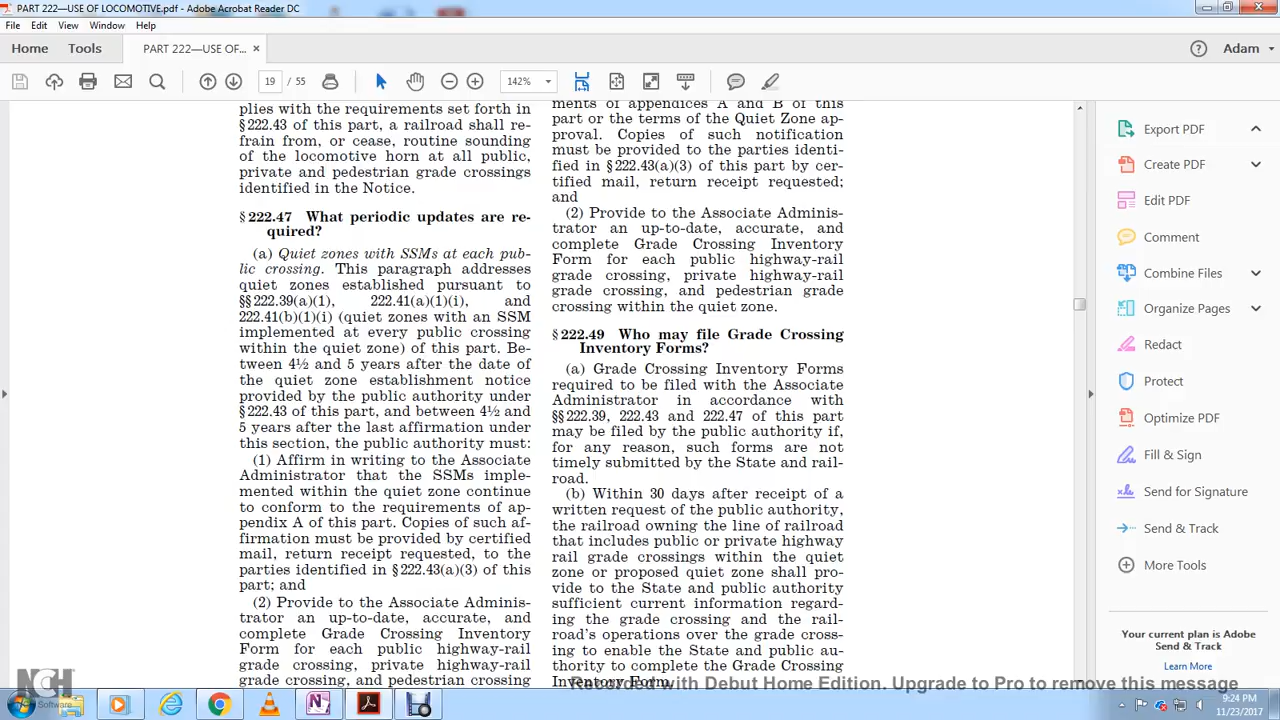 PART 222—USE OF LOCOMOTIVE.pdf - Adobe Acrobat Reader DC
File Edit View Window Help
Home Tools PART 222—USE OF... × Adam
19 / 55 142%
plies with the requirements set forth in
§222.43 of this part, a railroad shall re-
frain from, or cease, routine sounding
of the locomotive horn at all public,
private and pedestrian grade crossings
identified in the Notice.
§222.47 What periodic updates are re-
quired?
(a) Quiet zones with SSMs at each pub-
lic crossing. This paragraph addresses
quiet zones established pursuant to
§§222.39(a)(1), 222.41(a)(1)(i), and
222.41(b)(1)(i) (quiet zones with an SSM
implemented at every public crossing
within the quiet zone) of this part. Be-
tween 4½ and 5 years after the date of
the quiet zone establishment notice
provided by the public authority under
§222.43 of this part, and between 4½ and
5 years after the last affirmation under
this section, the public authority must:
(1) Affirm in writing to the Associate
Administrator that the SSMs imple-
mented within the quiet zone continue
to conform to the requirements of ap-
pendix A of this part. Copies of such af-
firmation must be provided by certified
mail, return receipt requested, to the
parties identified in §222.43(a)(3) of this
part; and
(2) Provide to the Associate Adminis-
trator an up-to-date, accurate, and
complete Grade Crossing Inventory
Form for each public highway-rail
grade crossing, private highway-rail
grade crossing, and pedestrian crossing
ments of appendices A and B of this
part or the terms of the Quiet Zone ap-
proval. Copies of such notification
must be provided to the parties identi-
fied in §222.43(a)(3) of this part by cer-
tified mail, return receipt requested;
and
(2) Provide to the Associate Adminis-
trator an up-to-date, accurate, and
complete Grade Crossing Inventory
Form for each public highway-rail
grade crossing, private highway-rail
grade crossing, and pedestrian grade
crossing within the quiet zone.
§222.49 Who may file Grade Crossing
Inventory Forms?
(a) Grade Crossing Inventory Forms
required to be filed with the Associate
Administrator in accordance with
§§222.39, 222.43 and 222.47 of this part
may be filed by the public authority if,
for any reason, such forms are not
timely submitted by the State and rail-
road.
(b) Within 30 days after receipt of a
written request of the public authority,
the railroad owning the line of railroad
that includes public or private highway
rail grade crossings within the quiet
zone or proposed quiet zone shall pro-
vide to the State and public authority
sufficient current information regard-
ing the grade crossing and the rail-
road's operations over the grade cross-
ing to enable the State and public au-
thority to complete the Grade Crossing
Inventory Form.
Export PDF
Create PDF
Edit PDF
Comment
Combine Files
Organize Pages
Redact
Protect
Optimize PDF
Fill & Sign
Send for Signature
Send & Track
More Tools
Your current plan is Adobe
Send & Track
Learn More
Recorded with Debut Home Edition. Upgrade to Pro to remove this message
NCH
Software
9:24 PM
11/23/2017